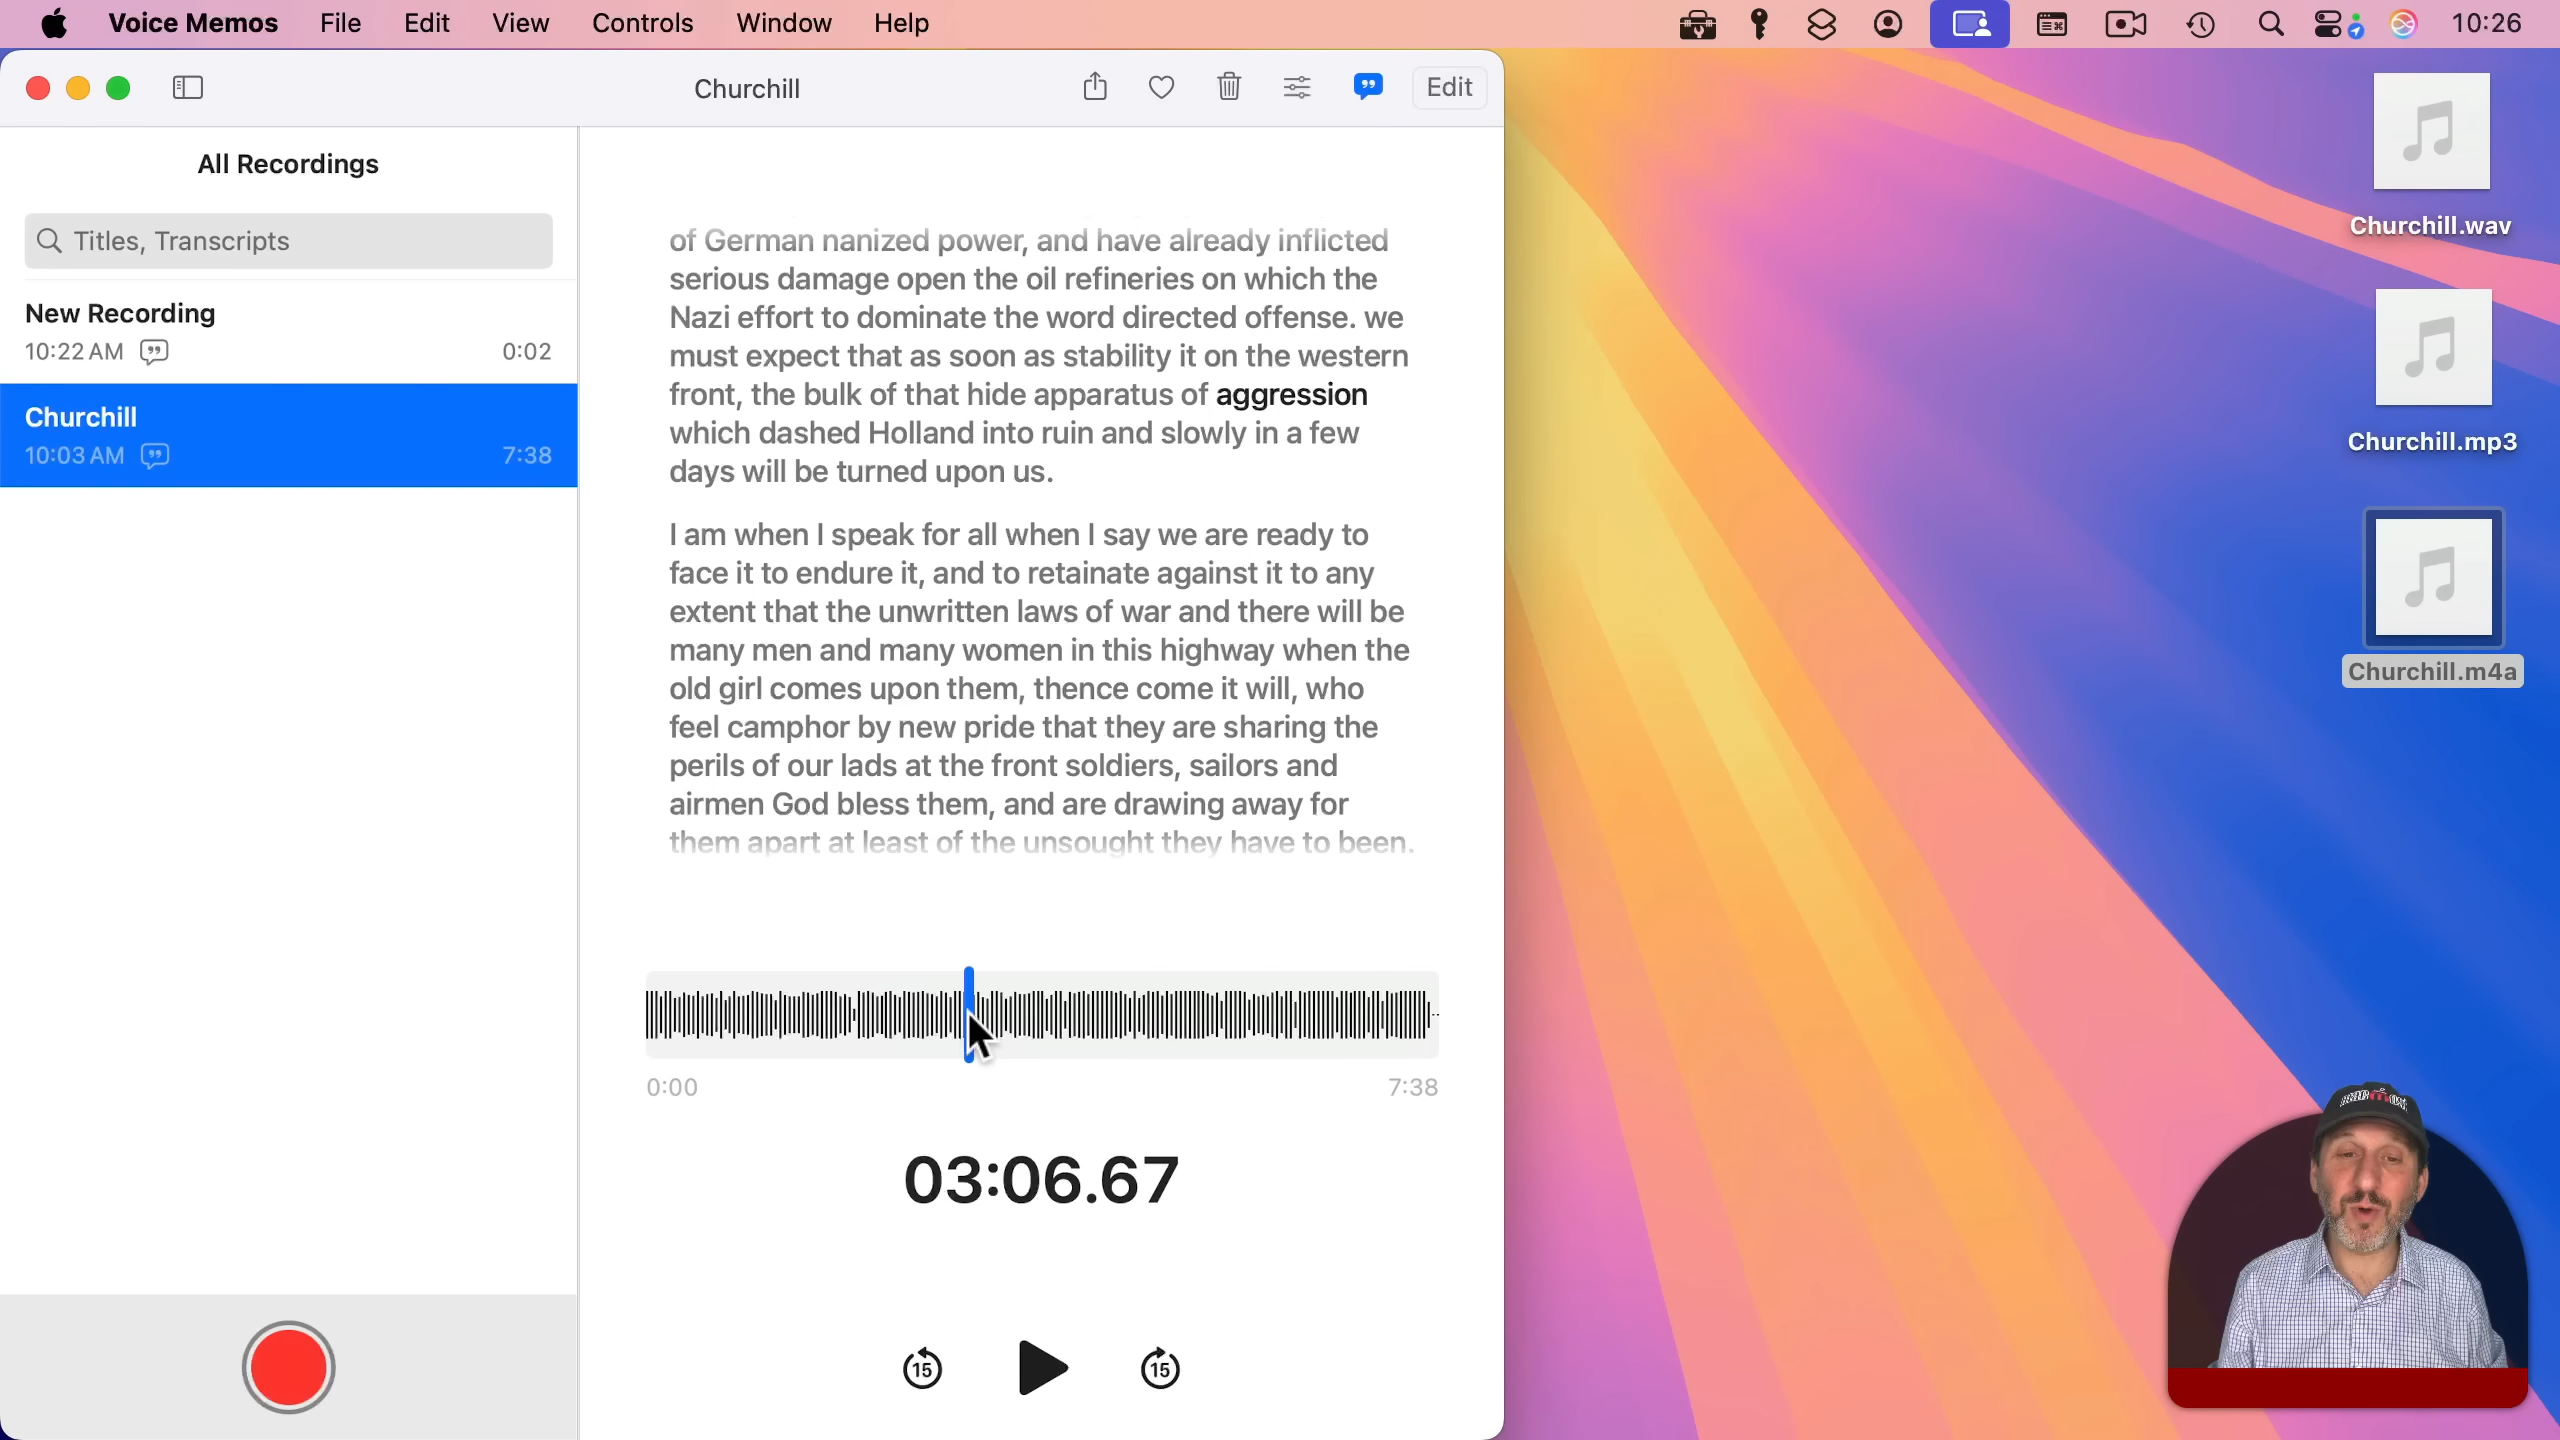 Voice Memos File Edit View Controls Window Help
10:26
Churchill
Edit
All Recordings
Titles, Transcripts
New Recording
10:22 AM
0:02
Churchill
10:03 AM
7:38
of German nanized power, and have already inflicted
serious damage open the oil refineries on which the
Nazi effort to dominate the word directed offense. we
must expect that as soon as stability it on the western
front, the bulk of that hide apparatus of aggression
which dashed Holland into ruin and slowly in a few
days will be turned upon us.
I am when I speak for all when I say we are ready to
face it to endure it, and to retainate against it to any
extent that the unwritten laws of war and there will be
many men and many women in this highway when the
old girl comes upon them, thence come it will, who
feel camphor by new pride that they are sharing the
perils of our lads at the front soldiers, sailors and
airmen God bless them, and are drawing away for
them apart at least of the unsought they have to been.
0:00
7:38
03:06.67
15
15
Churchill.wav
Churchill.mp3
Churchill.m4a